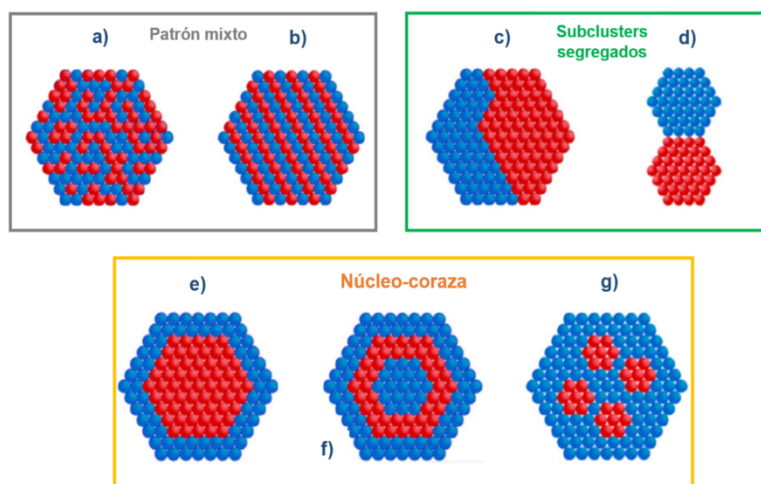 Patrón mixto
a)
b)
Subclusters
segregados
c)
d)
Núcleo-coraza
e)
f)
g)